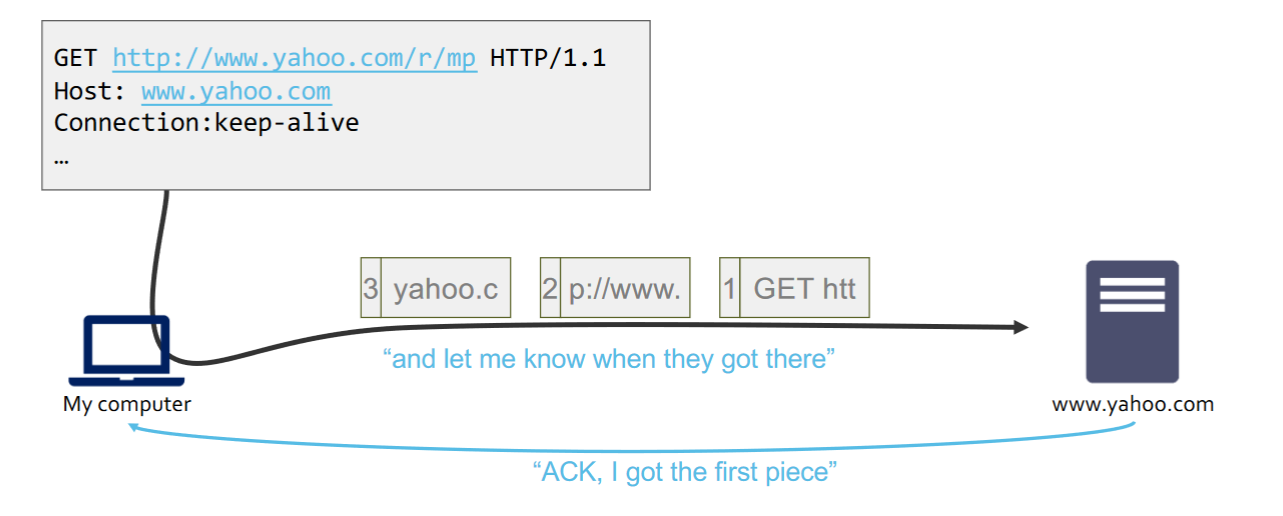 GET http://www.yahoo.com/r/mp HTTP/1.1
Host: www.yahoo.com
Connection:keep-alive
…
3 yahoo.c
2 p://www.
1 GET htt
“and let me know when they got there”
My computer
www.yahoo.com
“ACK, I got the first piece”